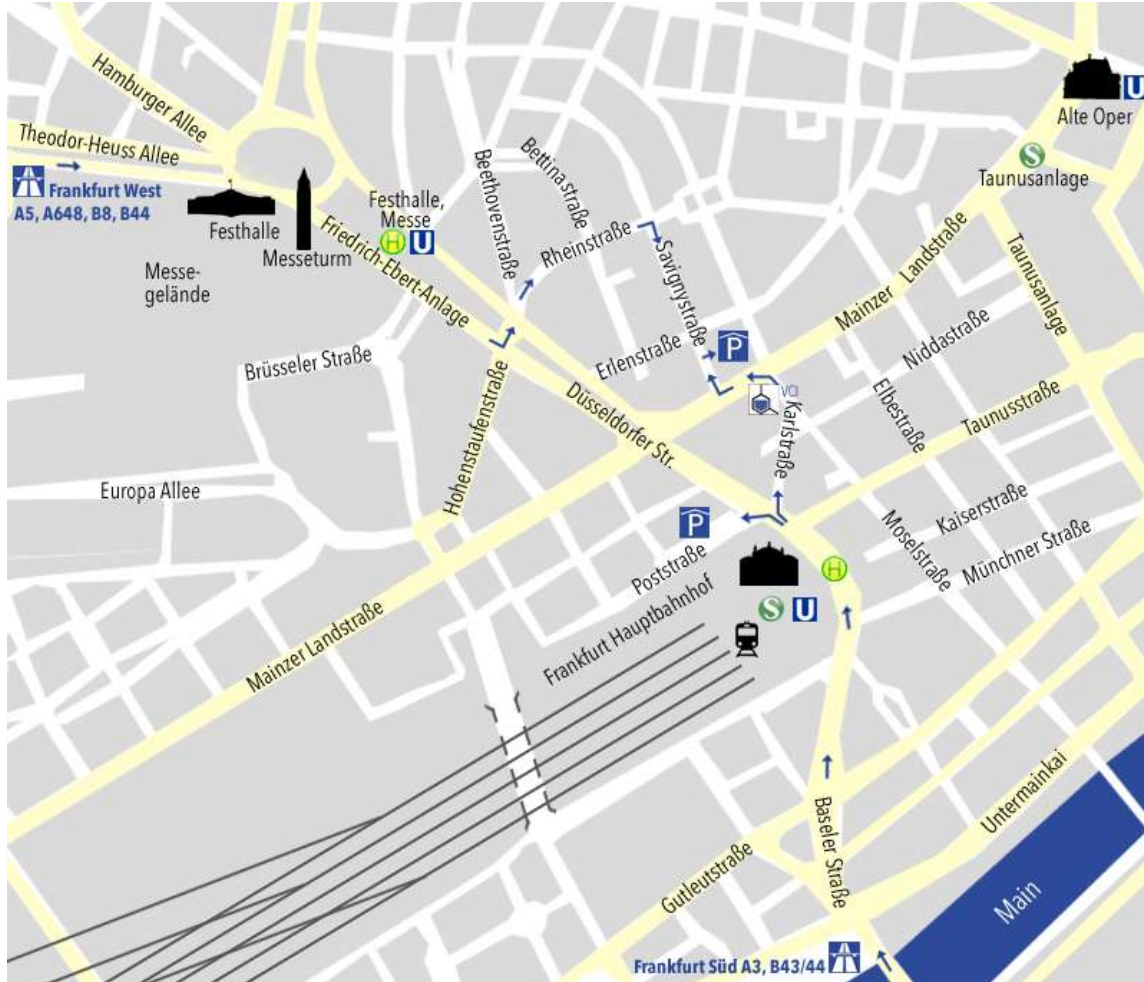 Hamburger Allee
Theodor-Heuss Allee
Frankfurt West
A5, A648, B8, B44
Festhalle
Messeturm
Messe-
gelände
Festhalle,
Messe
H
U
Friedrich-Ebert-Anlage
Beethovenstraße
Bettinastraße
Rheinstraße
Savignystraße
Erlenstraße
P
VCI
Alte Oper
U
S
Taunusanlage
Taunusanlage
Mainzer Landstraße
Niddastraße
Elbestraße
Taunusstraße
Karlstraße
Brüsseler Straße
Hohenstaufenstraße
Düsseldorfer Str.
Europa Allee
Kaiserstraße
Moselstraße
Münchner Straße
P
Poststraße
H
S
U
Frankfurt Hauptbahnhof
Mainzer Landstraße
Baseler Straße
Untermainkai
Gutleutstraße
Main
Frankfurt Süd A3, B43/44